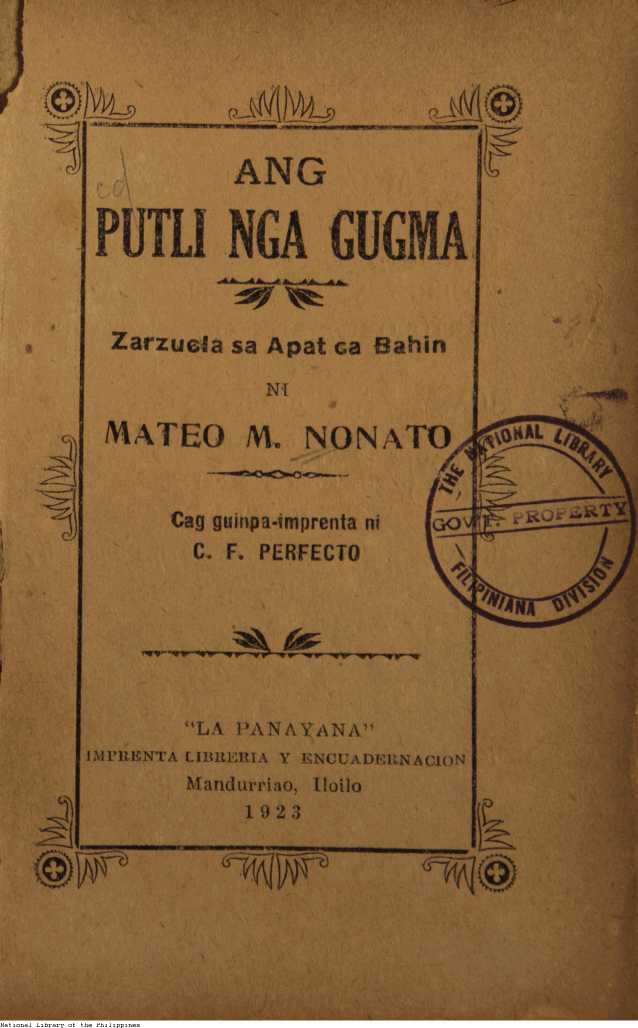 ANG
PUTLI NGA GUGMA
Zarzuela sa Apat ca Bahin
NI
MATEO M. NONATO
Cag guinpa-imprenta ni
C. F. PERFECTO
THE NATIONAL LIBRARY
GOV'T. PROPERTY
FILIPINIANA DIVISION
"LA PANAYANA"
IMPRENTA LIBRERIA Y ENCUADERNACION
Mandurriao, Iloilo
1923
National Library of the Philippines